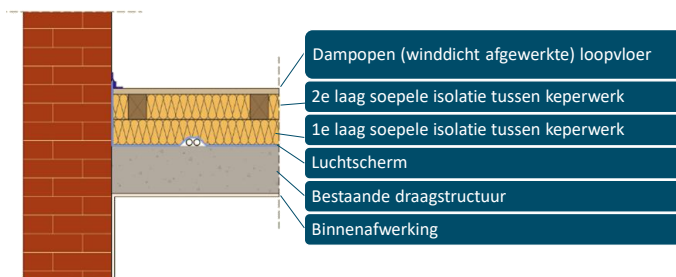 Dampopen (winddicht afgewerkte) loopvloer
2e laag soepele isolatie tussen keperwerk
1e laag soepele isolatie tussen keperwerk
Luchtscherm
Bestaande draagstructuur
Binnenafwerking